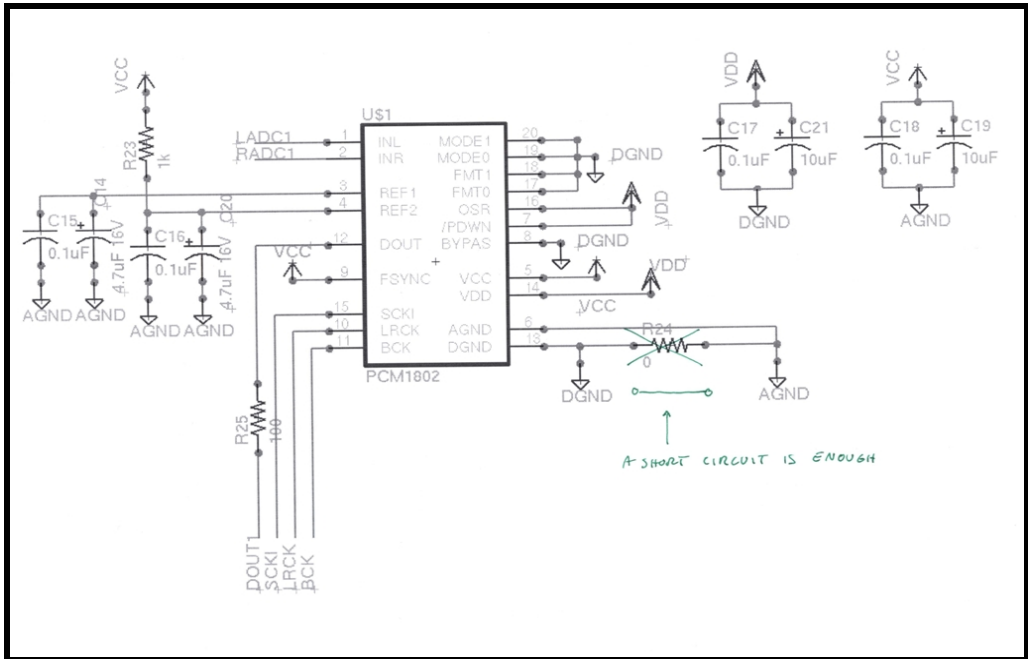 VCC
R23
1k
C15
0.1uF
C14
4.7uF 16V
C16
0.1uF
C20
4.7uF 16V
AGND
AGND
AGND
AGND
LADC1
RADC1
U$1
1
INL
2
INR
3
REF1
4
REF2
12
DOUT
VCC
9
FSYNC
15
SCKI
10
LRCK
11
BCK
PCM1802
MODE1
20
MODE0
19
FMT1
18
FMT0
17
OSR
16
/PDWN
7
BYPAS
8
VCC
5
VDD
14
AGND
6
DGND
13
DGND
VDD
DGND
VDD
VCC
R24
0
DGND
AGND
A SHORT CIRCUIT IS ENOUGH
R25
100
DOUT1
SCKI
LRCK
BCK
VDD
C17
0.1uF
C21
10uF
DGND
VCC
C18
0.1uF
C19
10uF
AGND